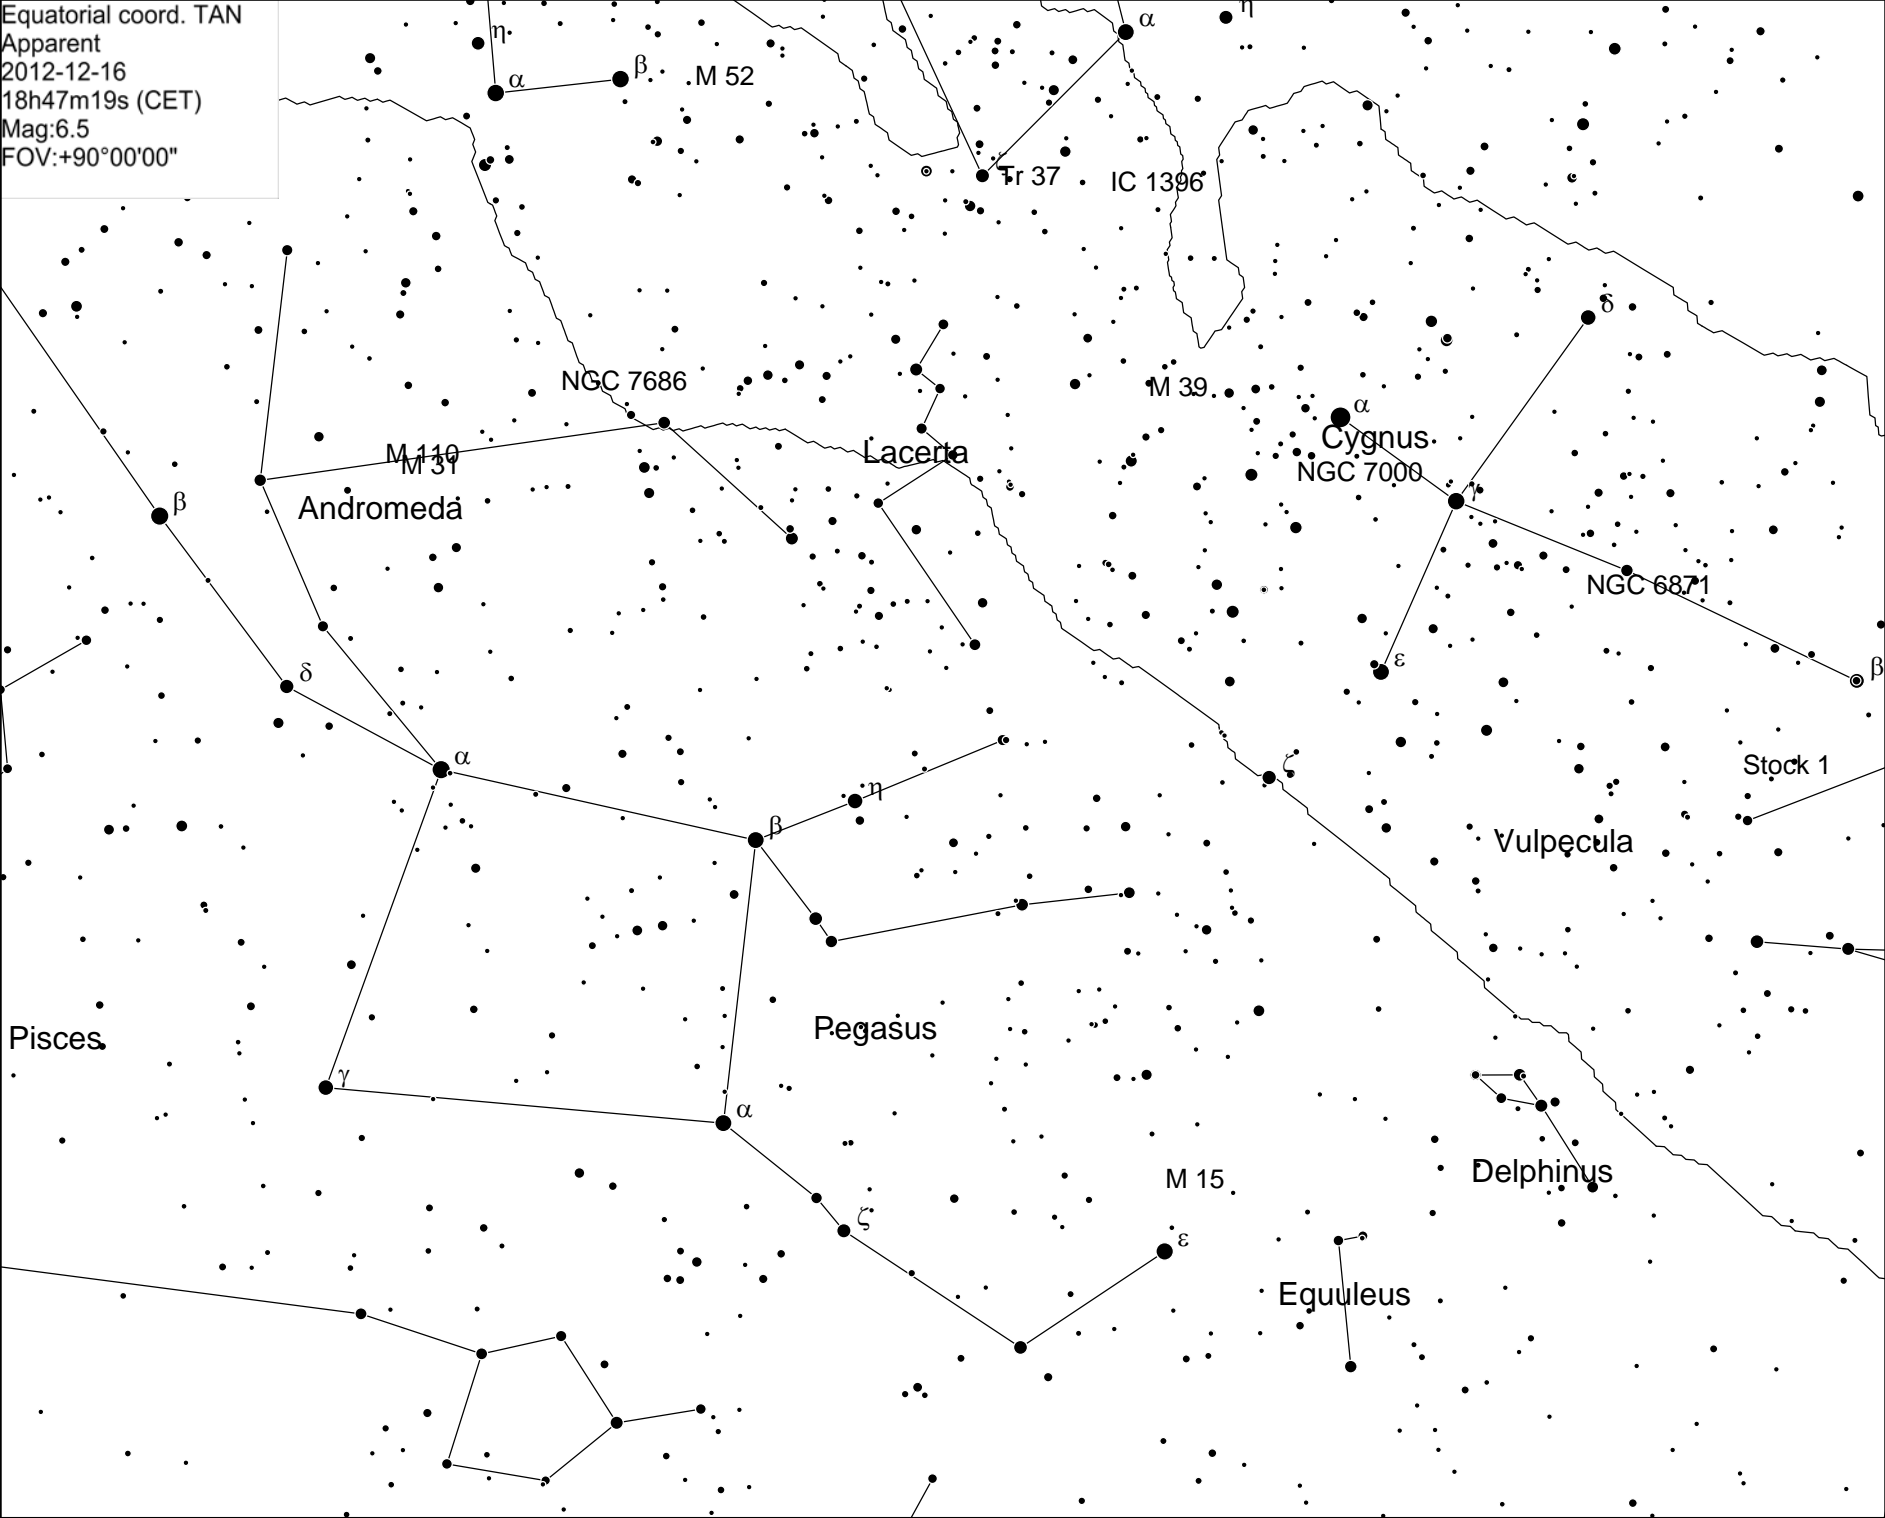 Equatorial coord. TAN
Apparent
2012-12-16
18h47m19s (CET)
Mag:6.5
FOV:+90°00'00"
η
α
η
α
β
M 52
ζ
Tr 37
IC 1396
δ
NGC 7686
M 39
α
Cygnus
M 110
M 31
Lacerta
NGC 7000
γ
Andromeda
β
NGC 6871
ε
β
δ
α
ζ
Stock 1
η
β
Vulpecula
Pegasus
Pisces
γ
α
M 15
Delphinus
ζ
ε
Equuleus